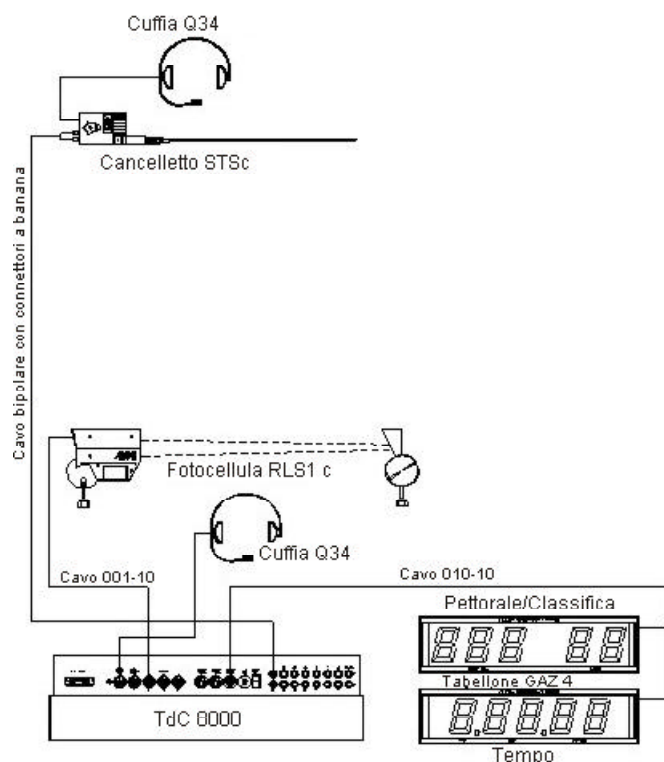 Cuffia Q34
Cancelletto STSc
Cavo bipolare con connettori a banana
Fotocellula RLS1 c
Cuffia Q34
Cavo 001-10
Cavo 010-10
Pettorale/Classifica
Tabellone GAZ 4
TdC 8000
Tempo